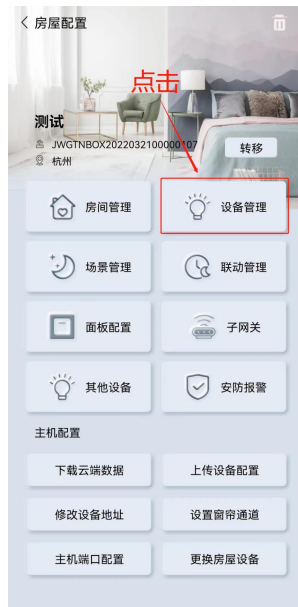 房屋配置
点击
测试
JWGTNBOX2022032100000107
杭州
转移
房间管理
设备管理
场景管理
联动管理
面板配置
子网关
其他设备
安防报警
主机配置
下载云端数据
上传设备配置
修改设备地址
设置窗帘通道
主机端口配置
更换房屋设备